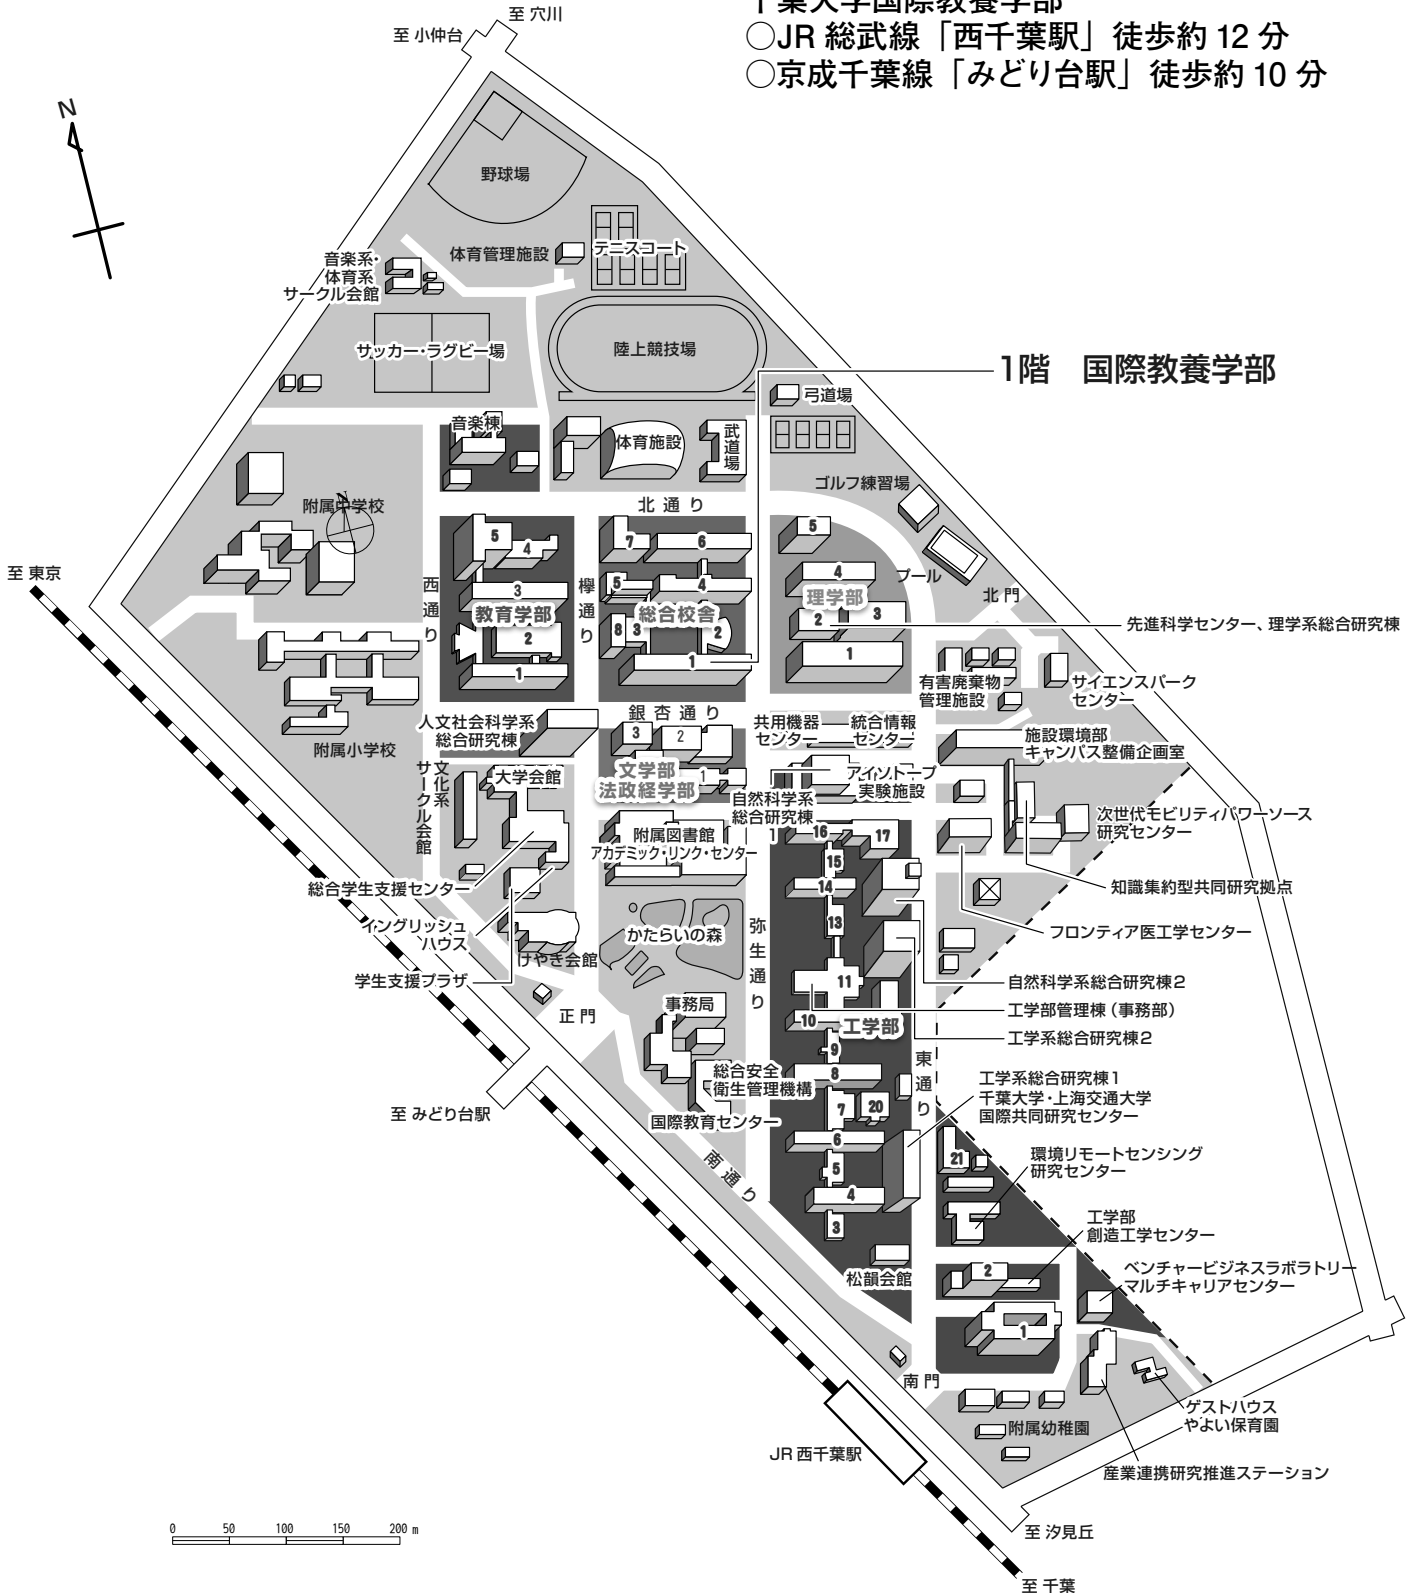 千葉大学国際教養学部
○JR 総武線「西千葉駅」徒歩約 12 分
○京成千葉線「みどり台駅」徒歩約 10 分
至 穴川
至 小仲台
N
野球場
体育管理施設
テニスコート
音楽系・
体育系
サークル会館
サッカー・ラグビー場
陸上競技場
1階 国際教養学部
弓道場
音楽棟
体育施設
武道場
ゴルフ練習場
附属中学校
N
北通り
プール
北門
至 東京
西通り
欅通り
5
4
3
教育学部
2
1
7
6
5
4
総合校舎
8
3
2
1
5
4
理学部
2
3
1
先進科学センター、理学系総合研究棟
有害廃棄物
管理施設
サイエンスパーク
センター
銀杏通り
人文社会科学系
総合研究棟
附属小学校
3
2
文学部
法政経学部
1
共用機器
センター
統合情報
センター
施設環境部
キャンパス整備企画室
アイソトープ
実験施設
自然科学系
総合研究棟
1
文化系
サークル会館
大学会館
附属図書館
アカデミック・リンク・センター
次世代モビリティパワーソース
研究センター
16
17
15
14
13
11
10
工学部
9
8
7
20
6
5
4
3
総合学生支援センター
知識集約型共同研究拠点
イングリッシュ
ハウス
かたらいの森
弥生通り
フロンティア医工学センター
けやき会館
学生支援プラザ
自然科学系総合研究棟2
事務局
工学部管理棟（事務部）
正門
工学系総合研究棟2
東通り
総合安全
衛生管理機構
工学系総合研究棟1
千葉大学・上海交通大学
国際共同研究センター
至 みどり台駅
国際教育センター
21
環境リモートセンシング
研究センター
南通り
工学部
創造工学センター
松韻会館
2
ベンチャービジネスラボラトリー
マルチキャリアセンター
1
南門
ゲストハウス
やよい保育園
附属幼稚園
JR 西千葉駅
産業連携研究推進ステーション
0 50 100 150 200 m
至 汐見丘
至 千葉